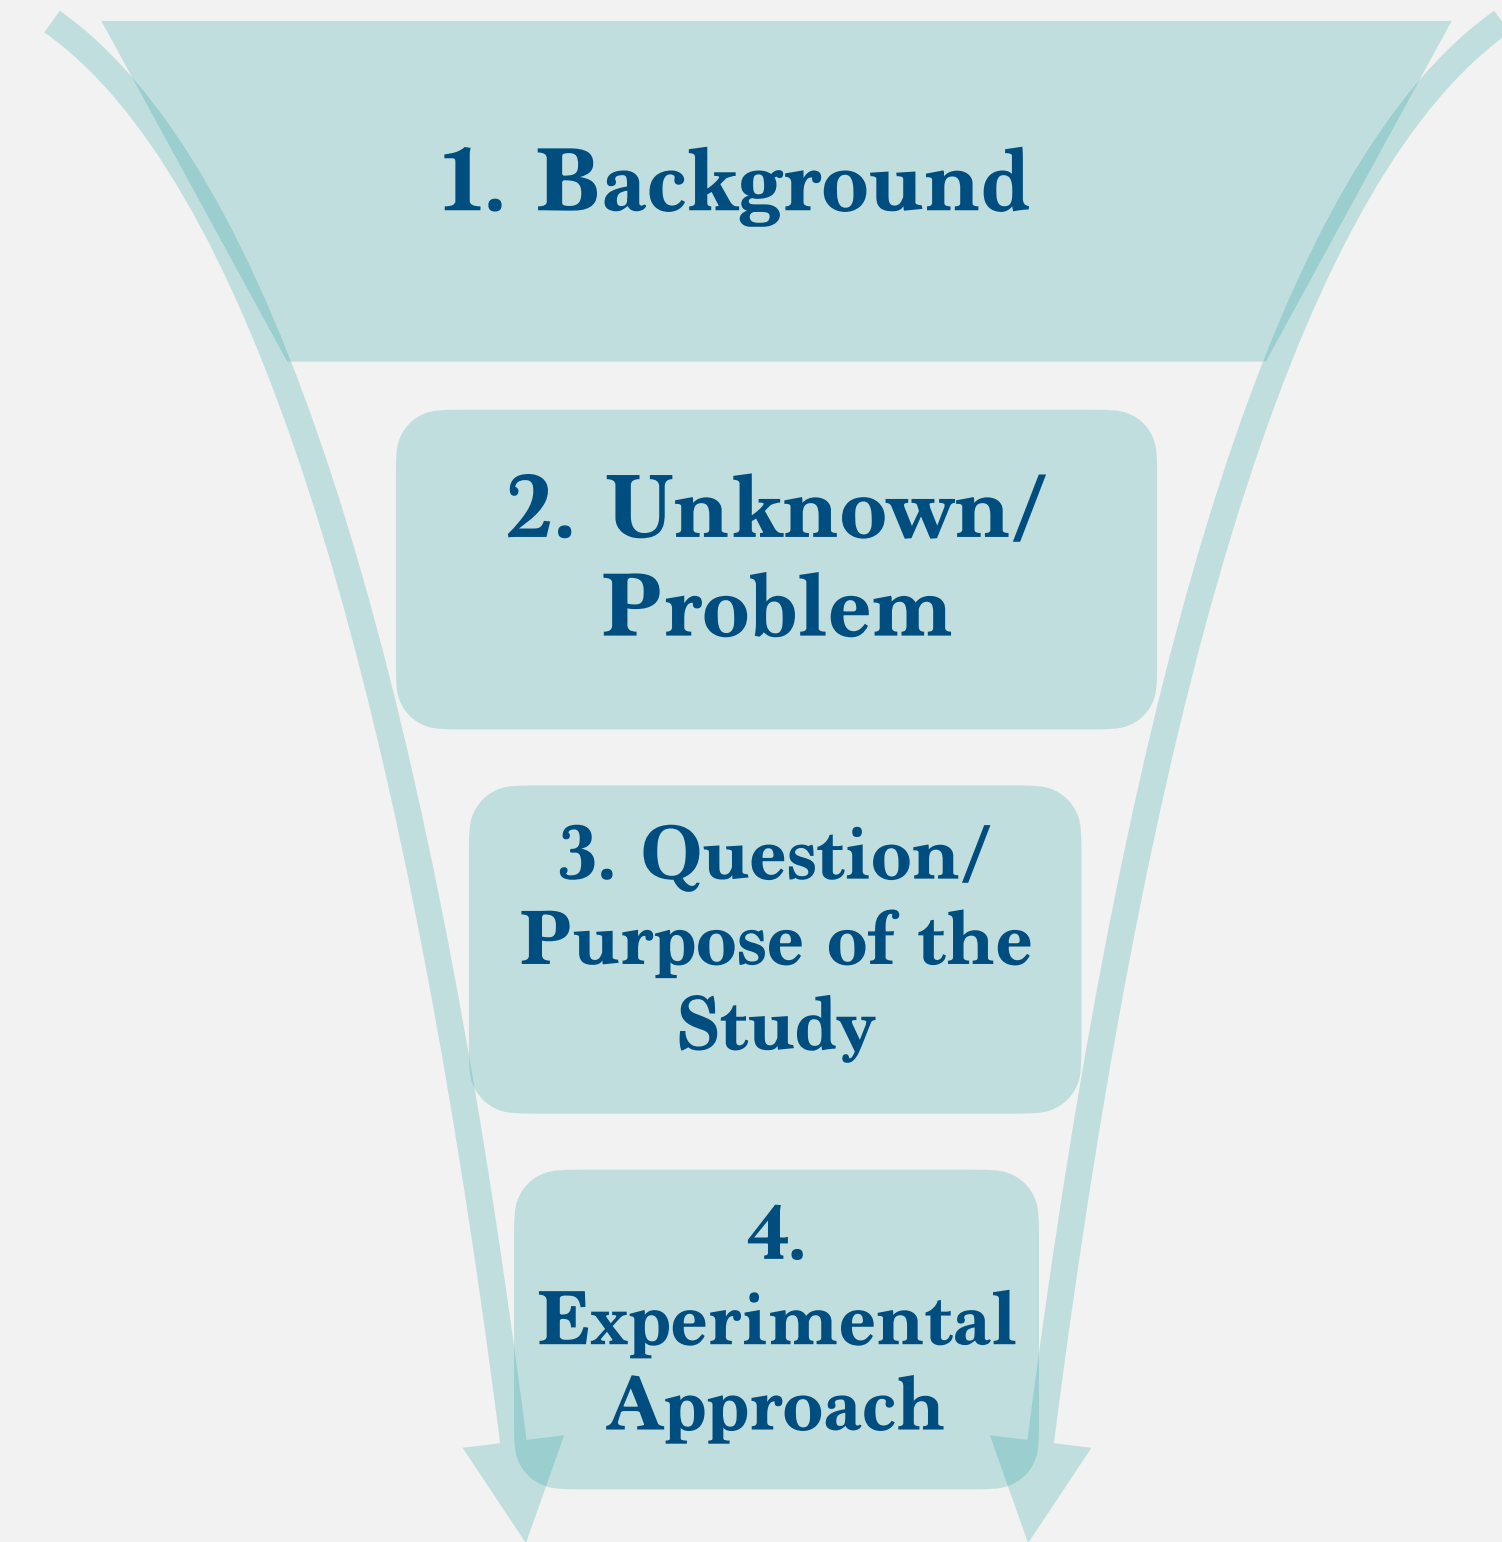 1. Background
2. Unknown/
Problem
3. Question/
Purpose of the
Study
4.
Experimental
Approach